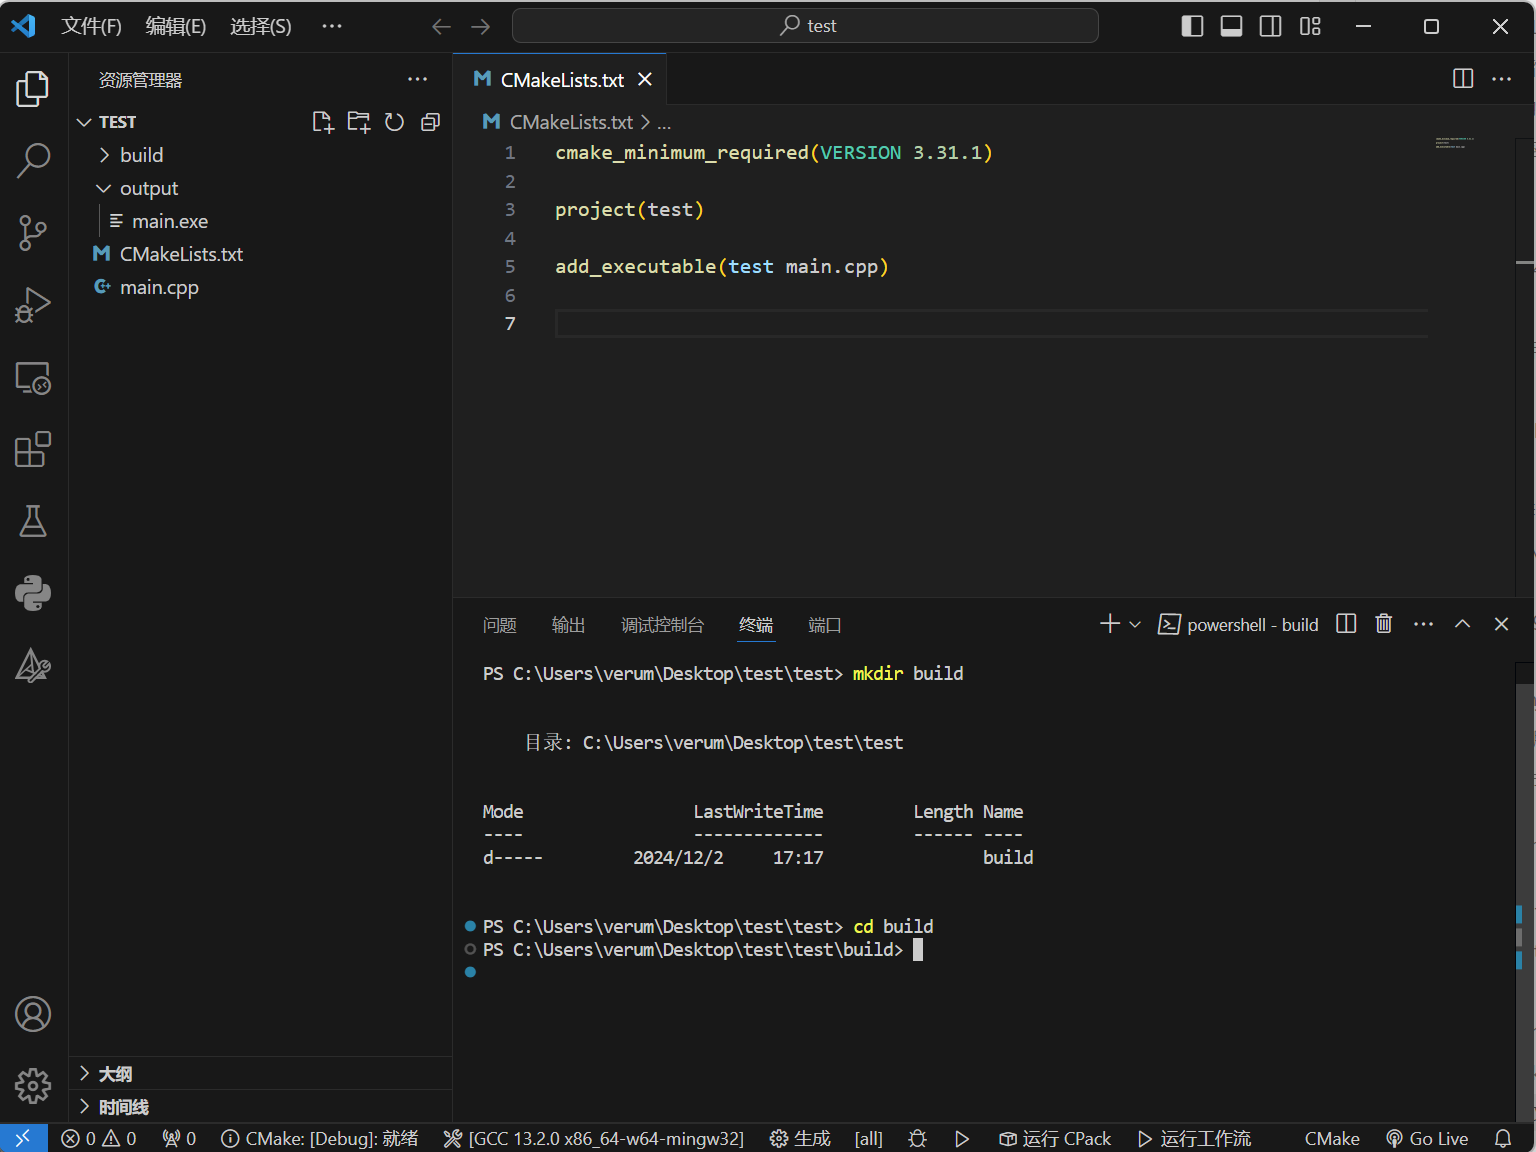 文件(F) 编辑(E) 选择(S) ··· test
资源管理器 ···
TEST
build
output
main.exe
CMakeLists.txt
main.cpp
大纲
时间线
CMakeLists.txt
CMakeLists.txt > ...
1 cmake_minimum_required(VERSION 3.31.1)
2
3 project(test)
4
5 add_executable(test main.cpp)
6
7
问题 输出 调试控制台 终端 端口 powershell - build
PS C:\Users\verum\Desktop\test\test> mkdir build
目录: C:\Users\verum\Desktop\test\test
Mode LastWriteTime Length Name
---- ------------- ------ ----
d----- 2024/12/2 17:17 build
PS C:\Users\verum\Desktop\test\test> cd build
PS C:\Users\verum\Desktop\test\test\build>
0 0 0 CMake: [Debug]: 就绪 [GCC 13.2.0 x86_64-w64-mingw32] 生成 [all] 运行 CPack 运行工作流 CMake Go Live